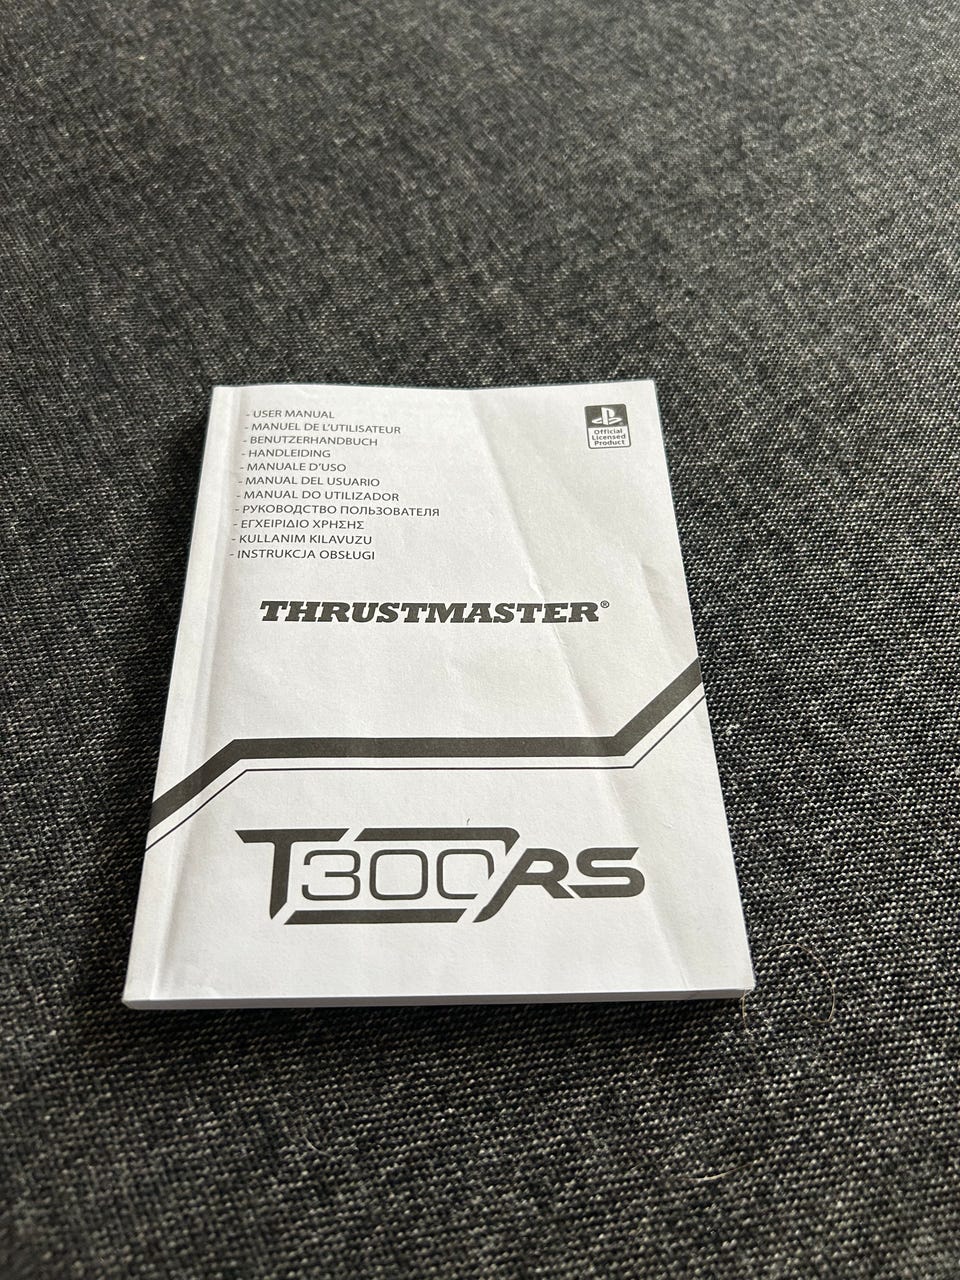 - USER MANUAL
- MANUEL DE L'UTILISATEUR
- BENUTZERHANDBUCH
- HANDLEIDING
- MANUALE D'USO
- MANUAL DEL USUARIO
- MANUAL DO UTILIZADOR
- РУКОВОДСТВО ПОЛЬЗОВАТЕЛЯ
- ΕΓΧΕΙΡΙΔΙΟ ΧΡΗΣΗΣ
- KULLANIM KILAVUZU
- INSTRUKCJA OBSŁUGI
Official
Licensed
Product
THRUSTMASTER®
T300RS